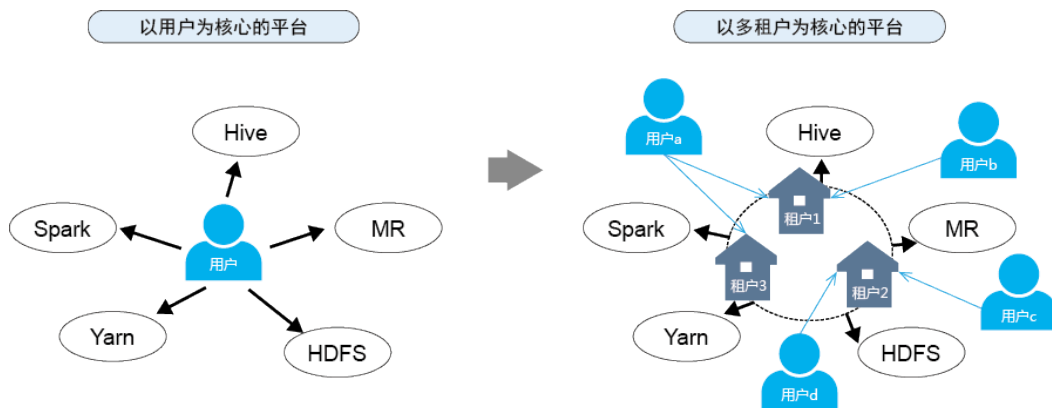 以用户为核心的平台
以多租户为核心的平台
Hive
Spark
MR
用户
Yarn
HDFS
用户a
Hive
用户b
租户1
Spark
MR
租户3
租户2
用户c
Yarn
HDFS
用户d